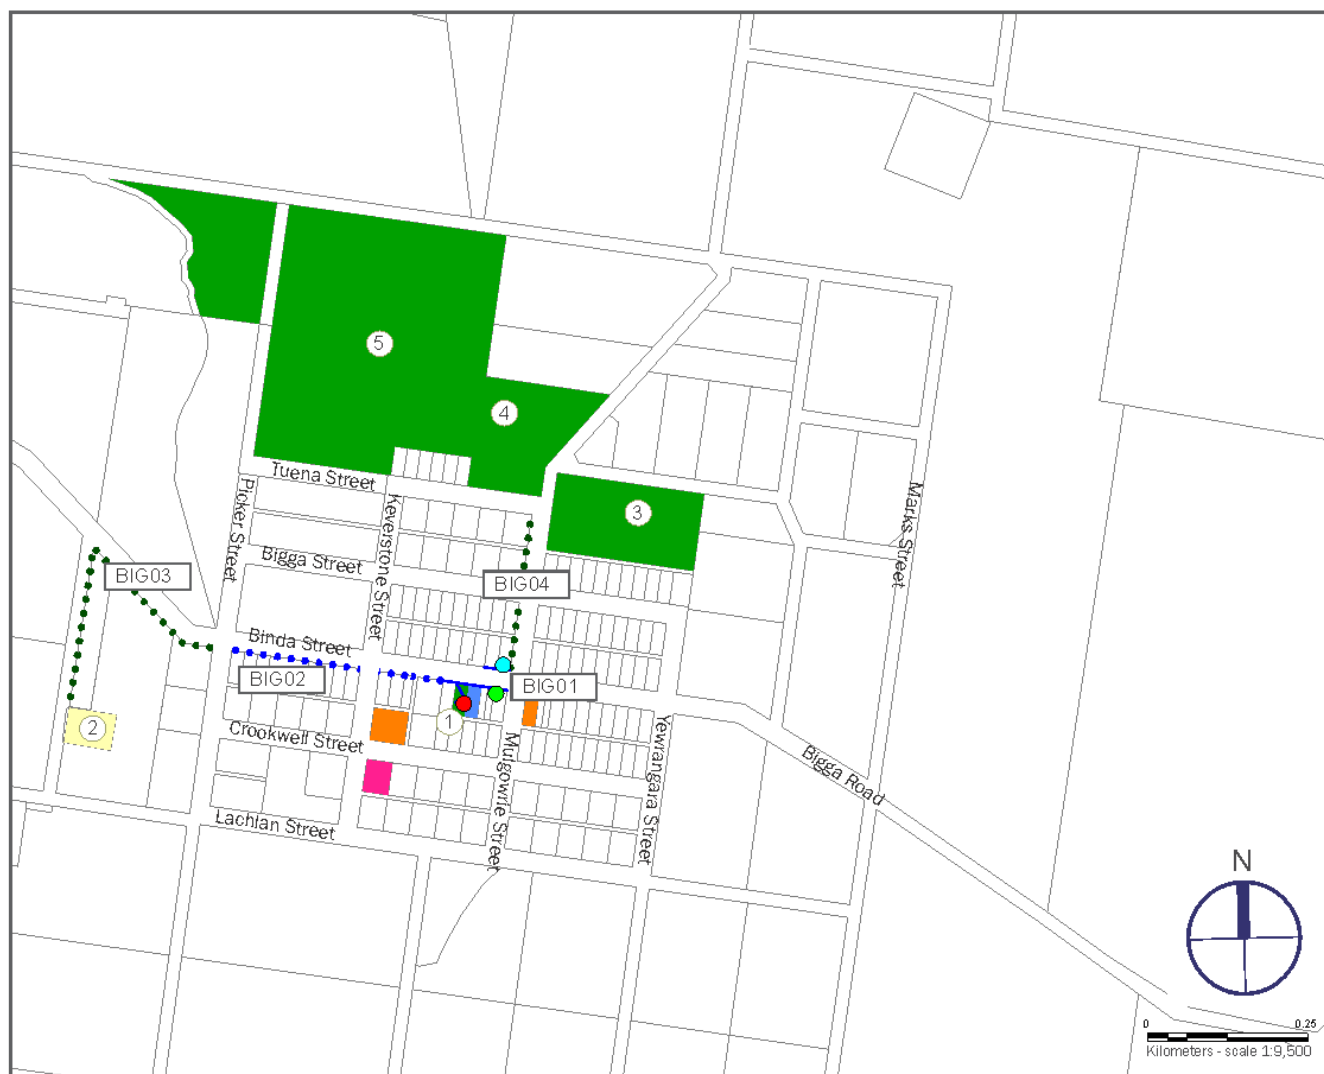 5
4
Tuena Street
3
Picker Street
Keverstone Street
Marks Street
Bigga Street
BIG03
BIG04
Binda Street
BIG02
BIG01
1
2
Crookwell Street
Mulgowrie Street
Yewrangara Street
Bigga Road
Lachlan Street
N
0 0.25
Kilometers - scale 1:9,500